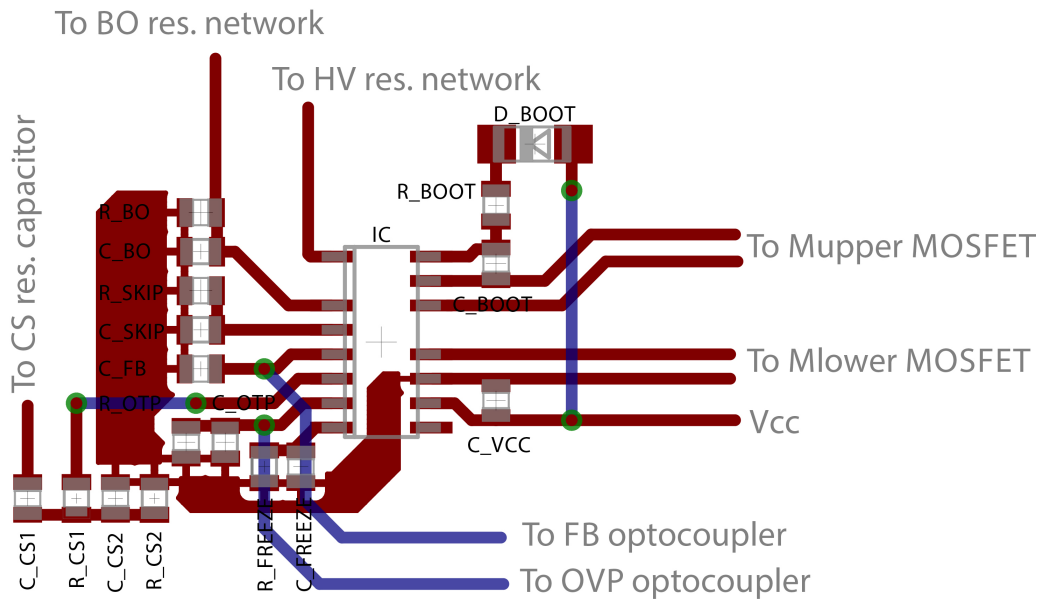 To BO res. network
To HV res. network
To CS res. capacitor
D_BOOT
R_BOOT
R_BO
IC
C_BO
To Mupper MOSFET
R_SKIP
C_BOOT
C_SKIP
C_FB
To Mlower MOSFET
R_OTP
C_OTP
Vcc
C_VCC
C_CS1
R_CS1
C_CS2
R_CS2
R_FREEZE
C_FREEZE
To FB optocoupler
To OVP optocoupler